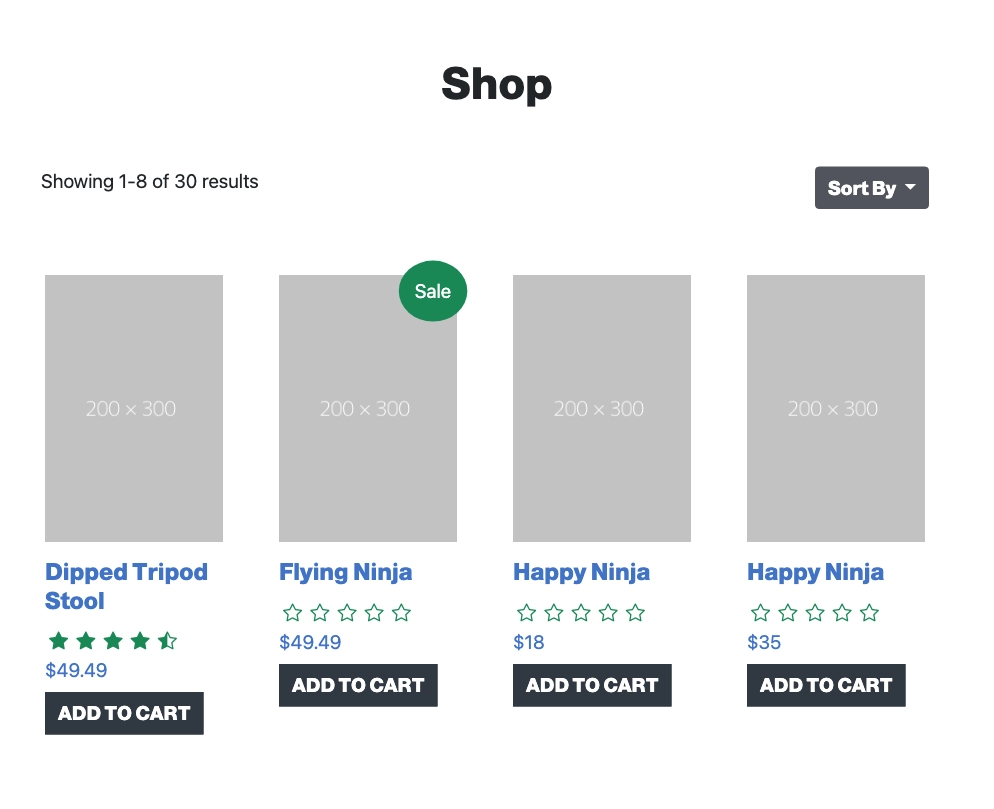 Shop
Showing 1-8 of 30 results
Sort By
Sale
200 × 300
200 × 300
200 × 300
200 × 300
Dipped Tripod
Stool
$49.49
ADD TO CART
Flying Ninja
$49.49
ADD TO CART
Happy Ninja
$18
ADD TO CART
Happy Ninja
$35
ADD TO CART